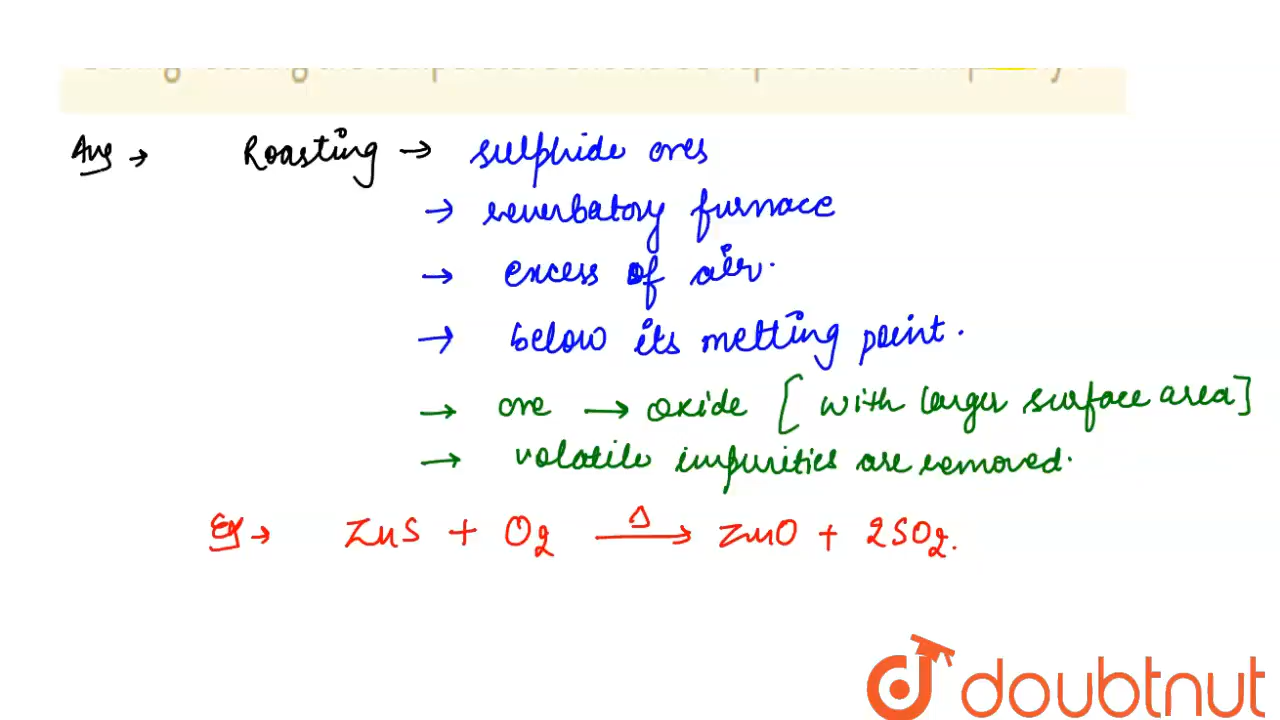 Ans → Roasting → sulphide ores
→ reverbatory furnace
→ excess of air.
→ below its melting point.
→ ore → oxide [with larger surface area]
→ volatile impurities are removed.
Ex → ZnS + O2 Δ→ ZnO + 2SO2.
doubtnut